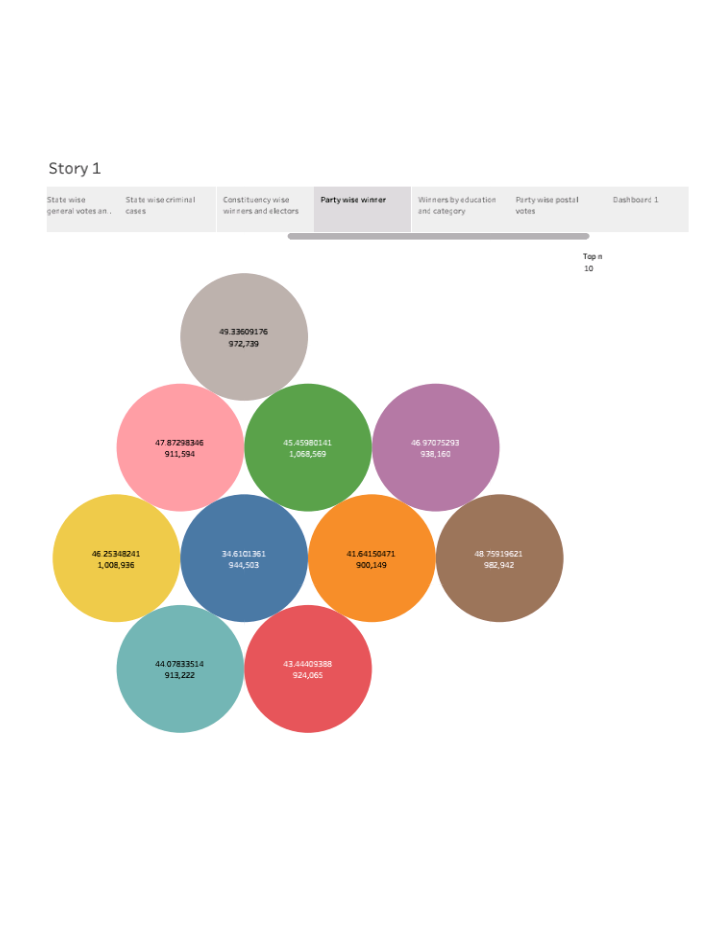 Story 1
State wise
general votes an..
State wise criminal
cases
Constituency wise
winners and electors
Party wise winner
Winners by education
and category
Party wise postal
votes
Dashboard 1
Top n
10
49.33609176
972,739
47.87298346
911,594
45.45980141
1,068,569
46.97075293
938,160
46.25348241
1,008,936
34.6101361
944,503
41.64150471
900,149
48.75919621
982,942
44.07833514
913,222
43.44409388
924,065